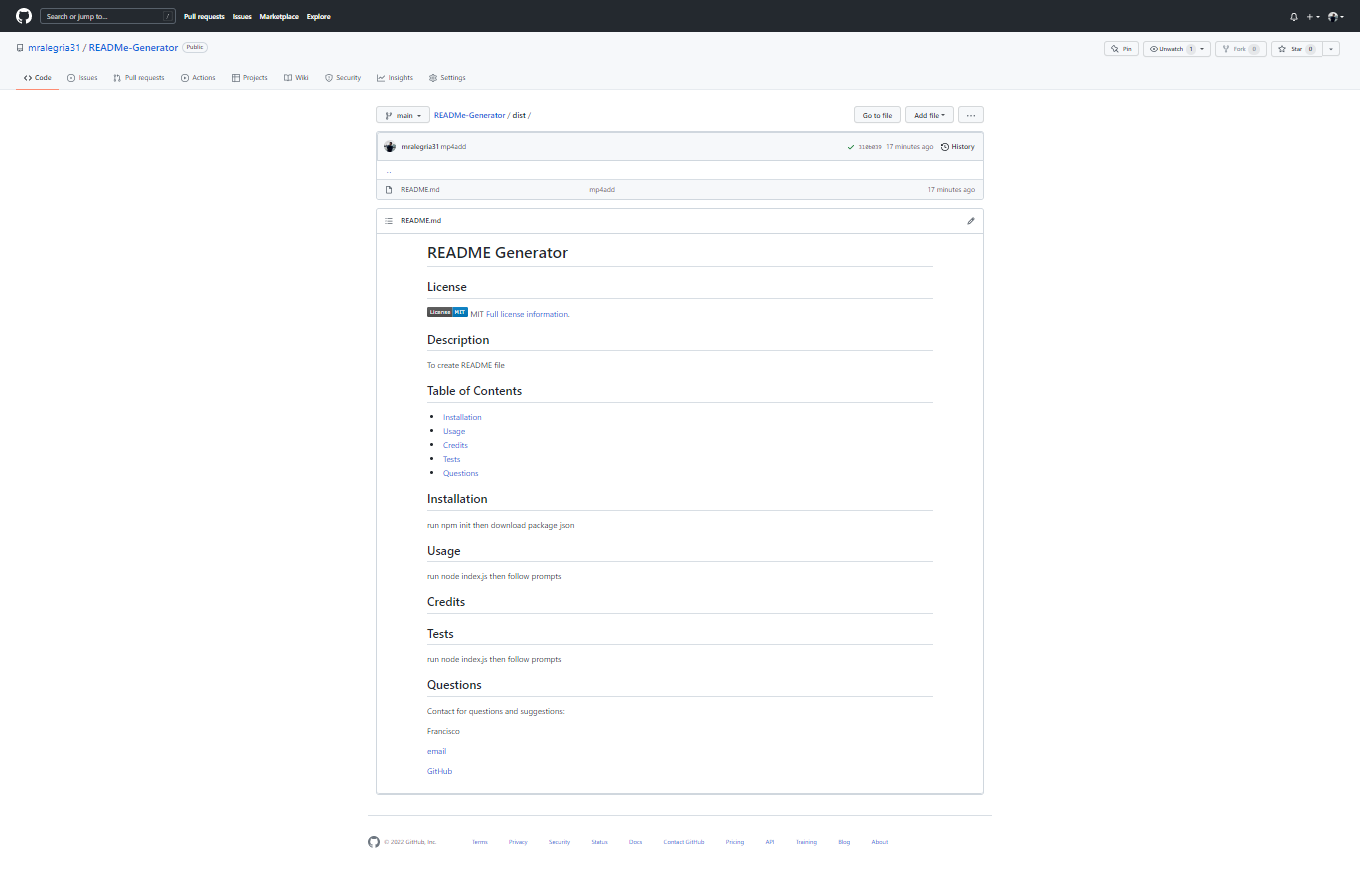 Search or jump to... /
Pull requests Issues Marketplace Explore
mralegria31 / READMe-Generator Public
Pin Unwatch 1 Fork 0 Star 0
Code Issues Pull requests Actions Projects Wiki Security Insights Settings
main READMe-Generator / dist / Go to file Add file ...
mralegria31 mp4add 310b039 17 minutes ago History
..
README.md mp4add 17 minutes ago
README.md
README Generator
License
License MIT MIT Full license information.
Description
To create README file
Table of Contents
Installation
Usage
Credits
Tests
Questions
Installation
run npm init then download package json
Usage
run node index.js then follow prompts
Credits
Tests
run node index.js then follow prompts
Questions
Contact for questions and suggestions:
Francisco
email
GitHub
© 2022 GitHub, Inc. Terms Privacy Security Status Docs Contact GitHub Pricing API Training Blog About